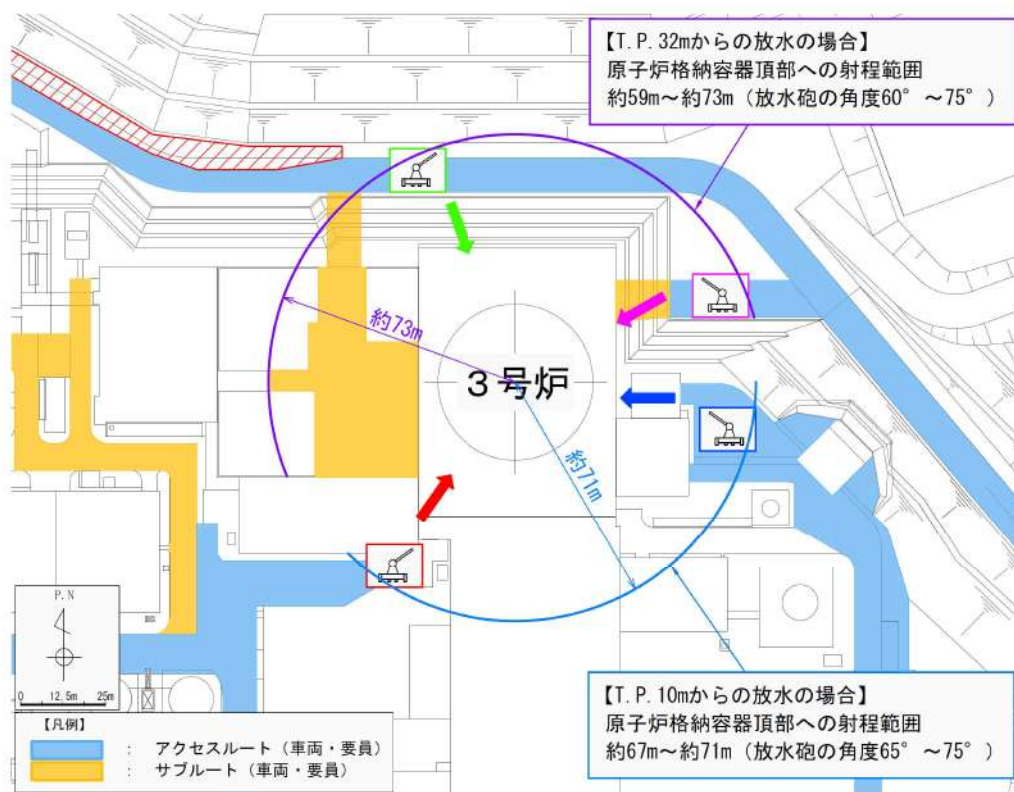 【T.P.32mからの放水の場合】
原子炉格納容器頂部への射程範囲
約59m～約73m（放水砲の角度60°～75°）
約73m
3号炉
約71m
P.N
0 12.5m 25m
【凡例】
： アクセスルート（車両・要員）
： サブルート（車両・要員）
【T.P.10mからの放水の場合】
原子炉格納容器頂部への射程範囲
約67m～約71m（放水砲の角度65°～75°）